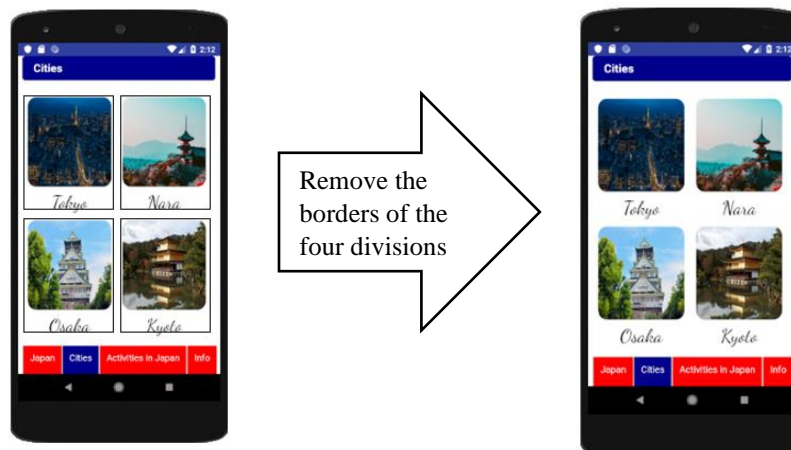 2:12
Cities
Tokyo
Nara
Osaka
Kyoto
Japan
Cities
Activities in Japan
Info
Remove the
borders of the
four divisions
2:12
Cities
Tokyo
Nara
Osaka
Kyoto
Japan
Cities
Activities in Japan
Info